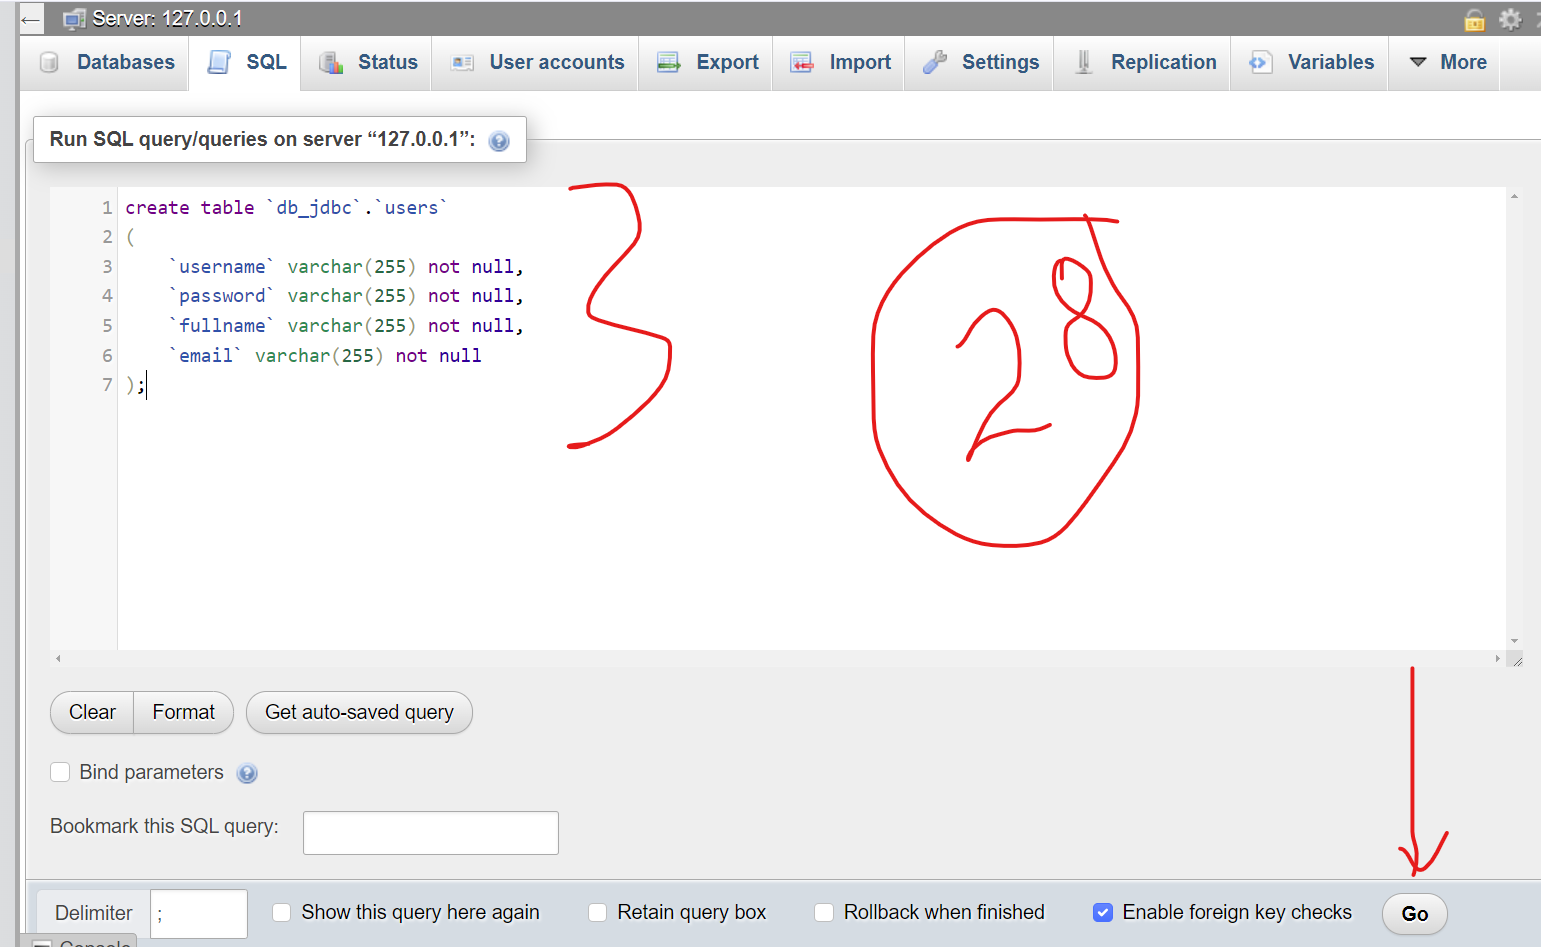 ← Server: 127.0.0.1
Databases SQL Status User accounts Export Import Settings Replication Variables More
Run SQL query/queries on server “127.0.0.1”:
1 create table `db_jdbc`.`users`
2 (
3 `username` varchar(255) not null,
4 `password` varchar(255) not null,
5 `fullname` varchar(255) not null,
6 `email` varchar(255) not null
7 );
28
Clear Format Get auto-saved query
Bind parameters
Bookmark this SQL query:
Delimiter ; Show this query here again Retain query box Rollback when finished Enable foreign key checks Go
Console